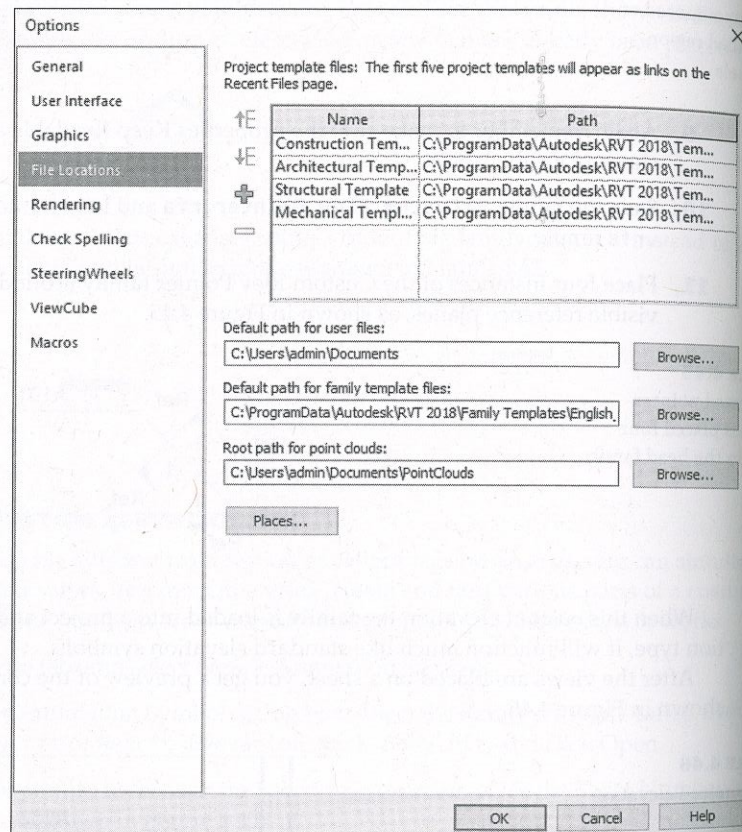 Options
General
User Interface
Graphics
File Locations
Rendering
Check Spelling
SteeringWheels
ViewCube
Macros
Project template files: The first five project templates will appear as links on the
Recent Files page.
Name Path
Construction Tem... C:\ProgramData\Autodesk\RVT 2018\Tem...
Architectural Temp... C:\ProgramData\Autodesk\RVT 2018\Tem...
Structural Template C:\ProgramData\Autodesk\RVT 2018\Tem...
Mechanical Templ... C:\ProgramData\Autodesk\RVT 2018\Tem...
Default path for user files:
C:\Users\admin\Documents Browse...
Default path for family template files:
C:\ProgramData\Autodesk\RVT 2018\Family Templates\English_ Browse...
Root path for point clouds:
C:\Users\admin\Documents\PointClouds Browse...
Places...
OK Cancel Help